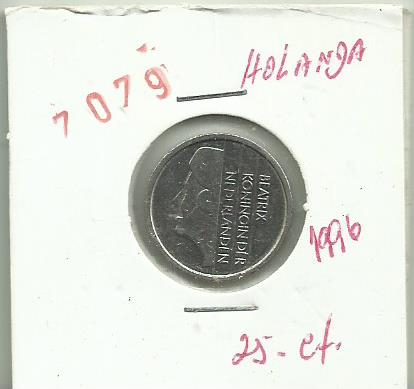 7079
HOLANDA
BEATRIX
KONINGIN DER
NEDERLANDEN
1996
25 - ct.